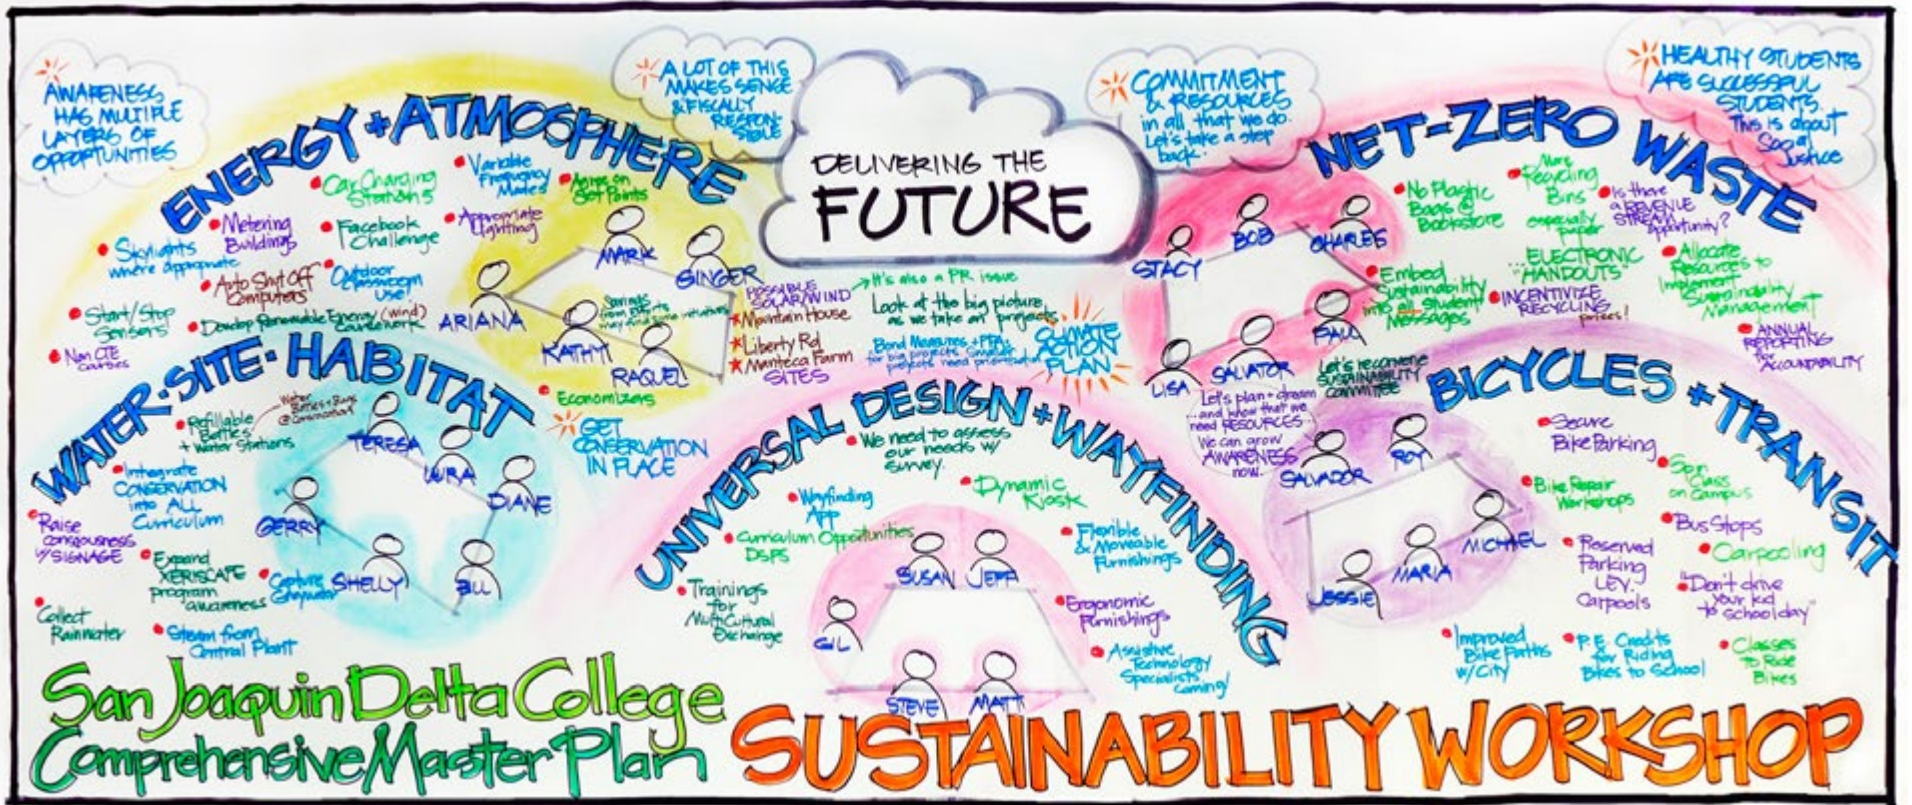 AWARENESS
HAS MULTIPLE
LAYERS OF
OPPORTUNITIES
A LOT OF THIS
MAKES SENSE
& FISCALLY
RESPON-
SIBLE
DELIVERING THE
FUTURE
COMMITMENT
& RESOURCES
in all that we do.
Let's take a step
back.
HEALTHY STUDENTS
ARE SUCCESSFUL
STUDENTS
This is about
Social
Justice
ENERGY + ATMOSPHERE
Car Charging
Stations
Variable
Frequency
Set Points
Metering
Buildings
Facebook
Challenge
Appropriate
Lighting
Skylights
where appropriate
Auto Shut Off
Computers
Outdoor
Classroom
Use!
Start/Stop
Sensors
Develop Renewable Energy (wind)
Coursework
Non CTE
Courses
Economizers
MARK
SINGER
ARIANA
KATHY
RAQUEL
Savings
POSSIBLE
SOLAR/WIND
Mountain House
Liberty Rd
Manteca Farm
SITES
It's also a PR issue
Look at the big picture
as we take on projects
Bond Measures
CLIMATE
ACTION
PLAN
NET-ZERO WASTE
STACY
BOB
CHARLES
PAUL
SALVATOR
LISA
No Plastic
Bags @
Bookstore
More
Recycling
Bins
especially
paper
Is there
a REVENUE
STREAM
opportunity?
ELECTRONIC
"HANDOUTS"
Embed
Sustainability
into all Student
Messages
INCENTIVIZE
RECYCLING
prizes!
Allocate
Resources to
Implement
Sustainability
Management
ANNUAL
REPORTING
for
ACCOUNTABILITY
Let's reconvene
SUSTAINABILITY
committee
Let's plan + dream
...and know that we
need RESOURCES.
We can grow
AWARENESS
now.
WATER·SITE·HABITAT
Refillable
Bottles
+ Water Stations
Integrate
CONSERVATION
into ALL
Curriculum
Raise
consciousness
w/ SIGNAGE
Expand
XERISCAPE
program
awareness
Capture
Greywater
Collect
Rainwater
Steam from
Central Plant
TERESA
LAURA
DIANE
GERRY
SHELLY
BILL
GET
CONSERVATION
IN PLACE
UNIVERSAL DESIGN + WAYFINDING
We need to assess
our needs w/
survey.
Wayfinding
App
Dynamic
Kiosk
Curriculum Opportunities
DSPS
Flexible
& Moveable
Furnishings
Trainings
for
MultiCultural
Exchange
Ergonomic
Furnishings
Assistive
Technology
Specialists
coming!
SUSAN
JEFF
GIL
STEVE
MATT
BICYCLES + TRANSIT
SALVADOR
ROY
MICHAEL
MARIA
JESSIE
Secure
Bike Parking
Bike Repair
Workshops
Spin
Class
on Campus
Bus Stops
Reserved
Parking
LEV.
Carpools
Carpooling
"Don't drive
your kid
to school day"
Improved
Bike Paths
w/City
P.E. Credits
for Riding
Bikes to School
Classes
to Ride
Bikes
San Joaquin Delta College
Comprehensive Master Plan
SUSTAINABILITY WORKSHOP